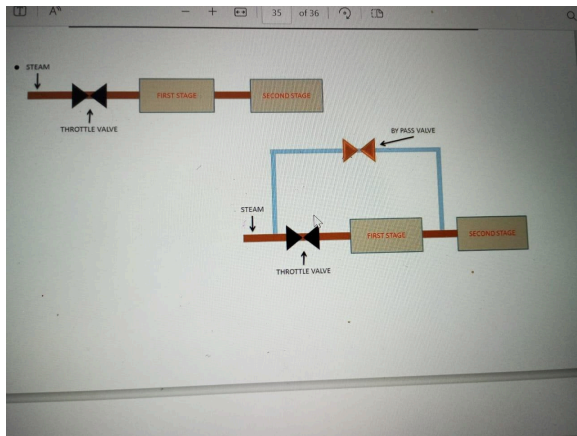 35 of 36
STEAM
FIRST STAGE
SECOND STAGE
THROTTLE VALVE
BY PASS VALVE
STEAM
FIRST STAGE
SECOND STAGE
THROTTLE VALVE